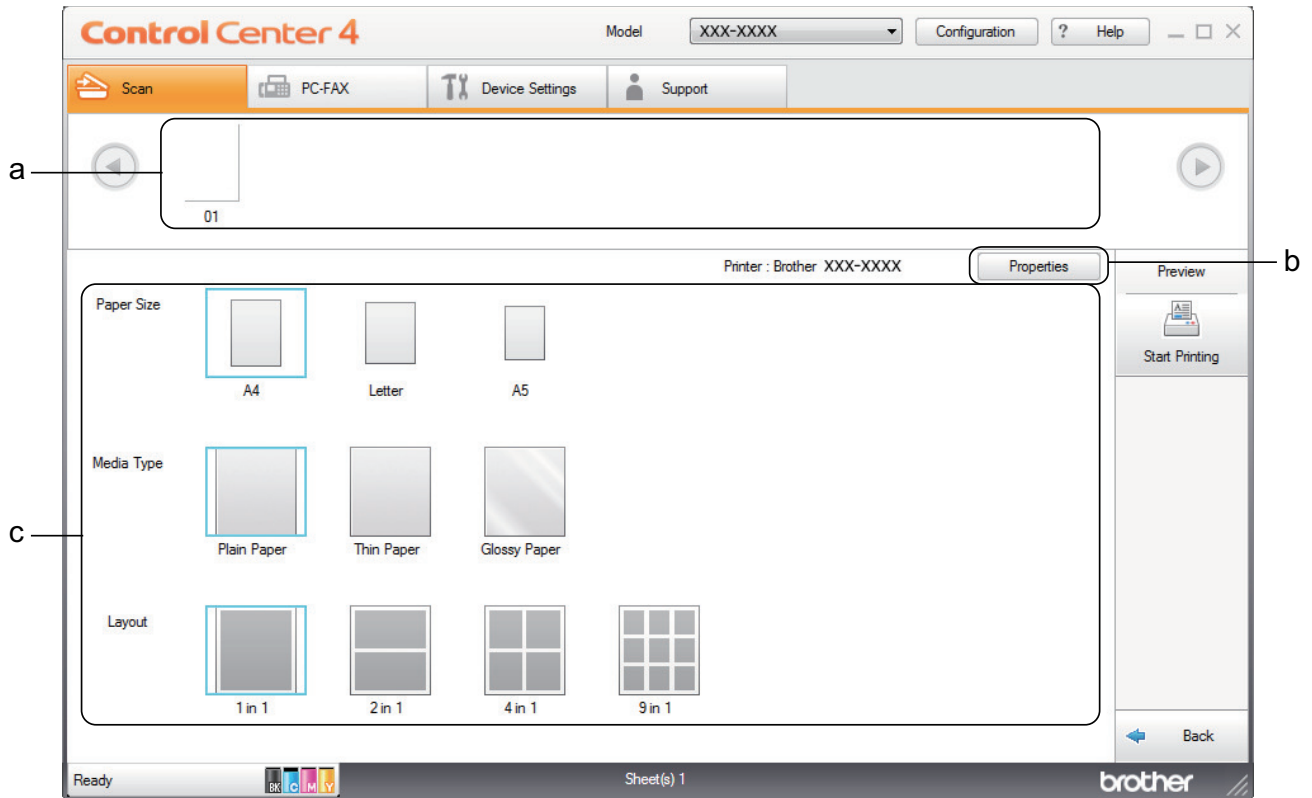 Control Center 4 Model XXX-XXXX Configuration ? Help
Scan PC-FAX Device Settings Support
a
01
Printer : Brother XXX-XXXX Properties b
Preview
Start Printing
Paper Size
A4 Letter A5
Media Type
c
Plain Paper Thin Paper Glossy Paper
Layout
1 in 1 2 in 1 4 in 1 9 in 1
Back
Ready BK C M Y Sheet(s) 1 brother